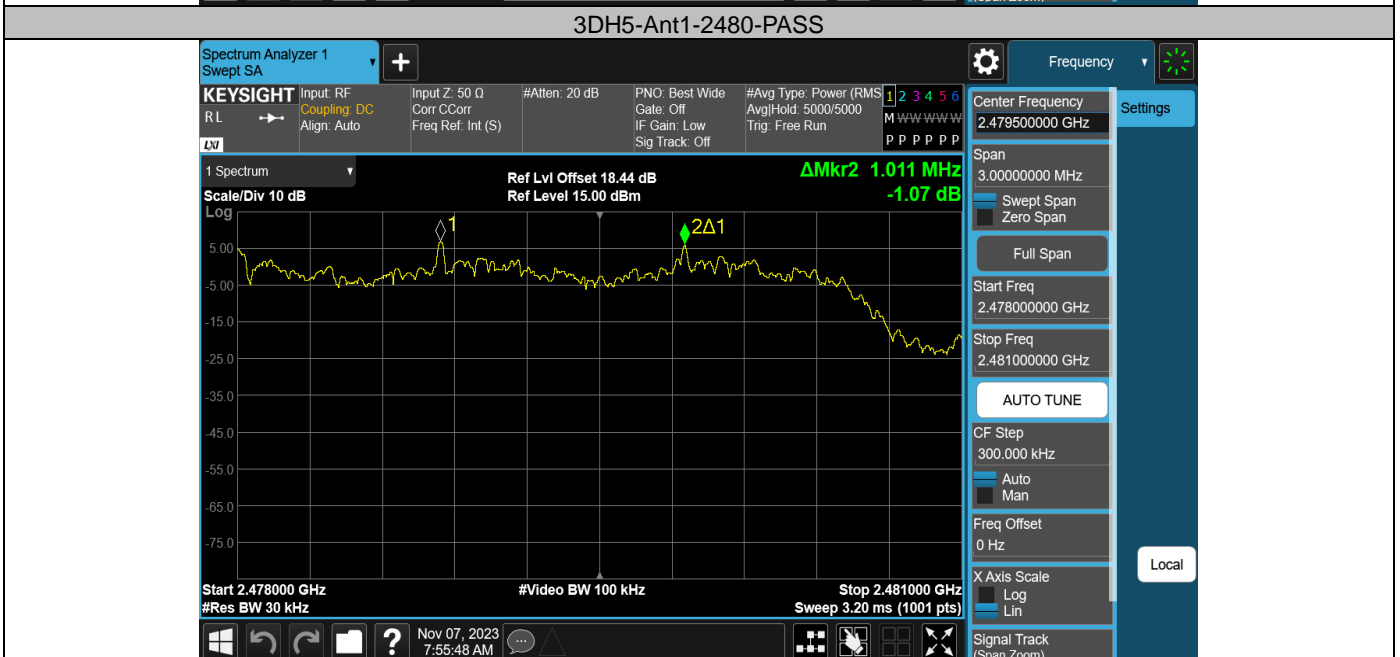 3DH5-Ant1-2480-PASS
Spectrum Analyzer 1
Swept SA
Frequency
KEYSIGHT
RL
LXI
Input: RF
Coupling: DC
Align: Auto
Input Z: 50 Ω
Corr CCorr
Freq Ref: Int (S)
#Atten: 20 dB
PNO: Best Wide
Gate: Off
IF Gain: Low
Sig Track: Off
#Avg Type: Power (RMS
Avg|Hold: 5000/5000
Trig: Free Run
1 2 3 4 5 6
M W W W W W
P P P P P P
1 Spectrum
Scale/Div 10 dB
Ref Lvl Offset 18.44 dB
Ref Level 15.00 dBm
ΔMkr2 1.011 MHz
-1.07 dB
Log
1
2Δ1
5.00
-5.00
-15.0
-25.0
-35.0
-45.0
-55.0
-65.0
-75.0
Start 2.478000 GHz
#Video BW 100 kHz
Stop 2.481000 GHz
#Res BW 30 kHz
Sweep 3.20 ms (1001 pts)
Center Frequency
2.479500000 GHz
Settings
Span
3.00000000 MHz
Swept Span
Zero Span
Full Span
Start Freq
2.478000000 GHz
Stop Freq
2.481000000 GHz
AUTO TUNE
CF Step
300.000 kHz
Auto
Man
Freq Offset
0 Hz
Local
X Axis Scale
Log
Lin
Signal Track
(Span Zoom)
?
Nov 07, 2023
7:55:48 AM